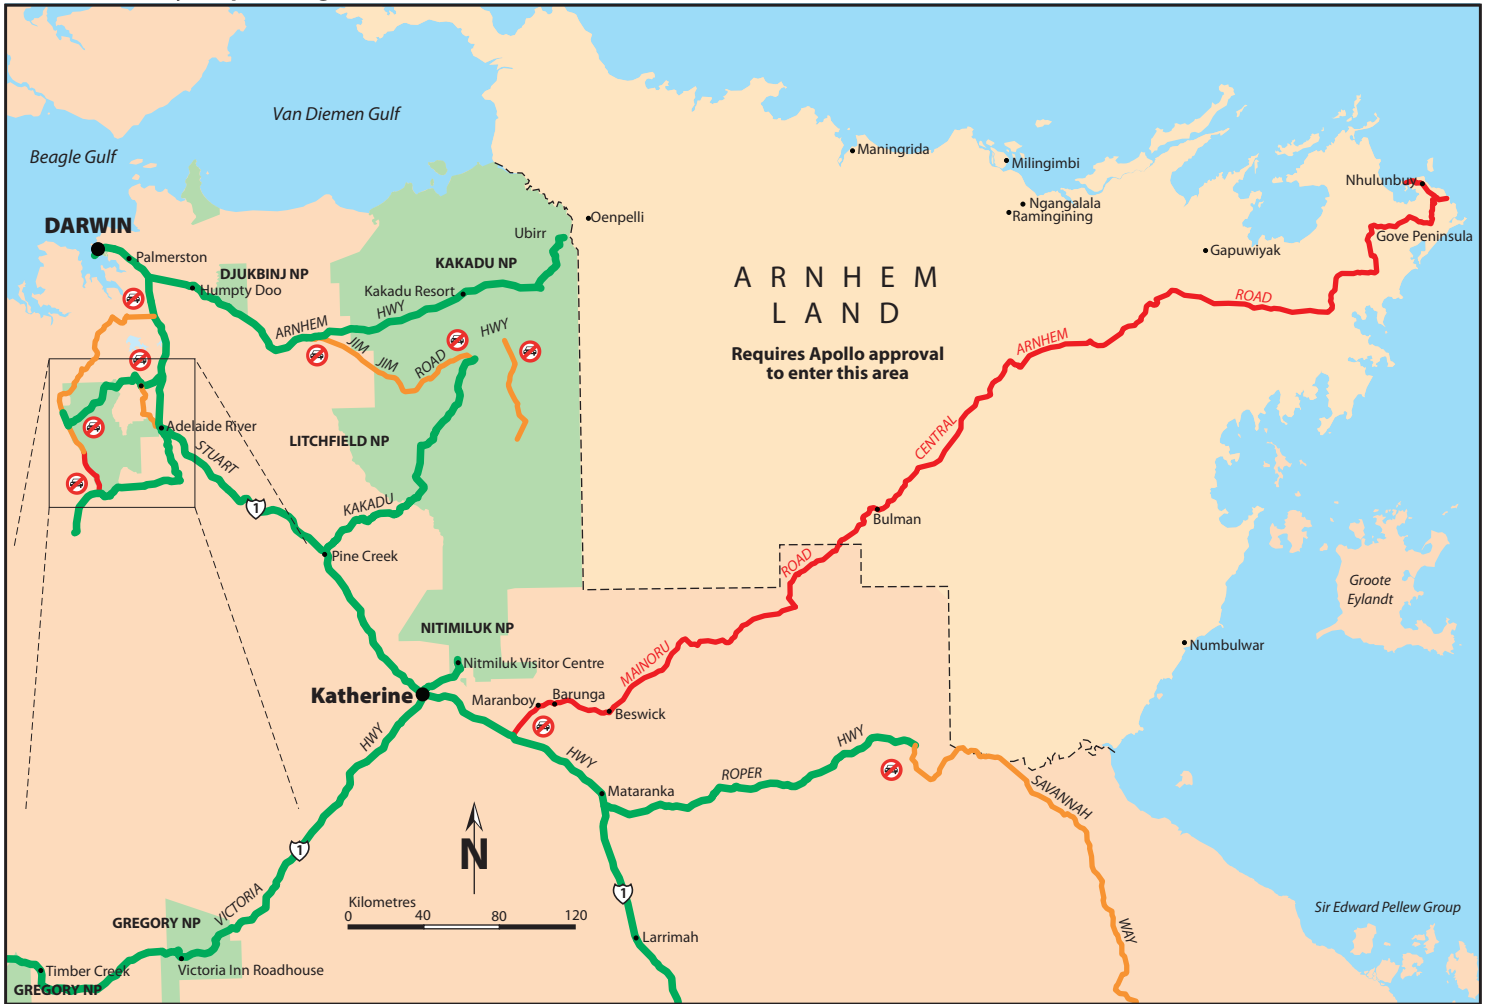 Van Diemen Gulf
Beagle Gulf
Maningrida
Milingimbi
Nhulunbuy
Ngangalala
Ramingining
Oenpelli
DARWIN
Ubirr
Gove Peninsula
Palmerston
Gapuwiyak
KAKADU NP
DJUKBINJ NP
Humpty Doo
Kakadu Resort
ARNHEM
LAND
Requires Apollo approval
to enter this area
ROAD
HWY
ARNHEM
HWY
JIM
JIM
ROAD
ARNHEM
CENTRAL
Adelaide River
LITCHFIELD NP
STUART
KAKADU
1
Bulman
Pine Creek
ROAD
Groote
Eylandt
NITIMILUK NP
Numbulwar
Nitmiluk Visitor Centre
MAINORU
Katherine
Maranboy
Barunga
Beswick
HWY
HWY
HWY
ROPER
Mataranka
SAVANNAH
N
1
1
VICTORIA
Kilometres
0 40 80 120
GREGORY NP
Sir Edward Pellew Group
WAY
Larrimah
Timber Creek
Victoria Inn Roadhouse
GREGORY NP